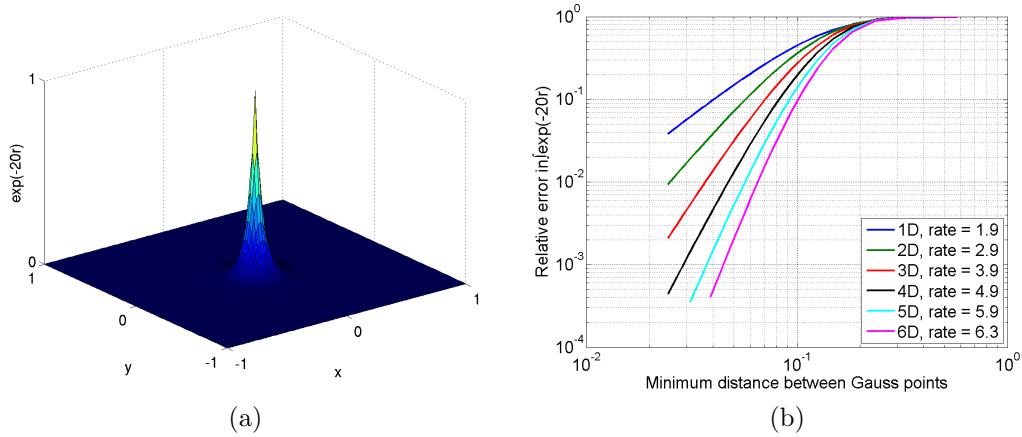 1
exp(-20r)
0
1
0
y
-1
-1
0
x
1
(a)
10^0
10^-1
10^-2
10^-3
10^-4
Relative error in∫exp(-20r)
1D, rate = 1.9
2D, rate = 2.9
3D, rate = 3.9
4D, rate = 4.9
5D, rate = 5.9
6D, rate = 6.3
10^-2
10^-1
10^0
Minimum distance between Gauss points
(b)